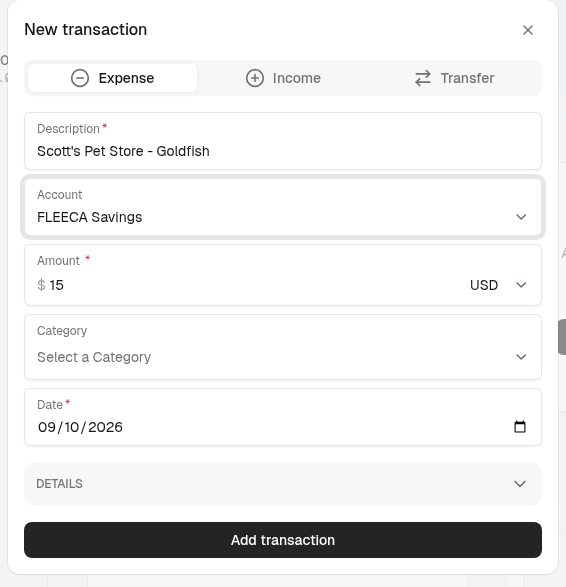 New transaction
Expense
Income
Transfer
Description*
Scott's Pet Store - Goldfish
Account
FLEECA Savings
Amount *
$ 15
USD
Category
Select a Category
Date*
09/10/2026
DETAILS
Add transaction